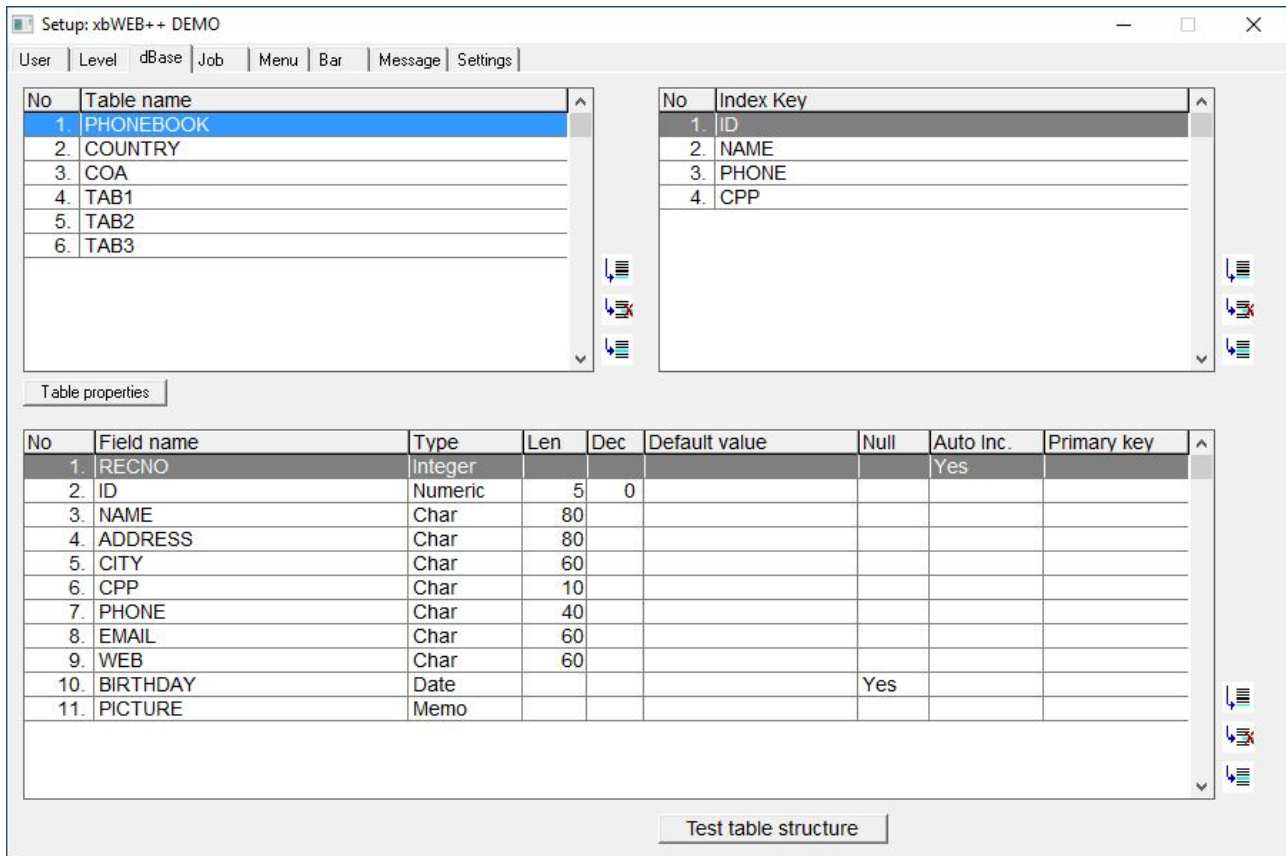 Setup: xbWEB++ DEMO
User Level dBase Job Menu Bar Message Settings
No Table name
1. PHONEBOOK
2. COUNTRY
3. COA
4. TAB1
5. TAB2
6. TAB3
No Index Key
1. ID
2. NAME
3. PHONE
4. CPP
Table properties
No Field name Type Len Dec Default value Null Auto Inc. Primary key
1. RECNO Integer Yes
2. ID Numeric 5 0
3. NAME Char 80
4. ADDRESS Char 80
5. CITY Char 60
6. CPP Char 10
7. PHONE Char 40
8. EMAIL Char 60
9. WEB Char 60
10. BIRTHDAY Date Yes
11. PICTURE Memo
Test table structure